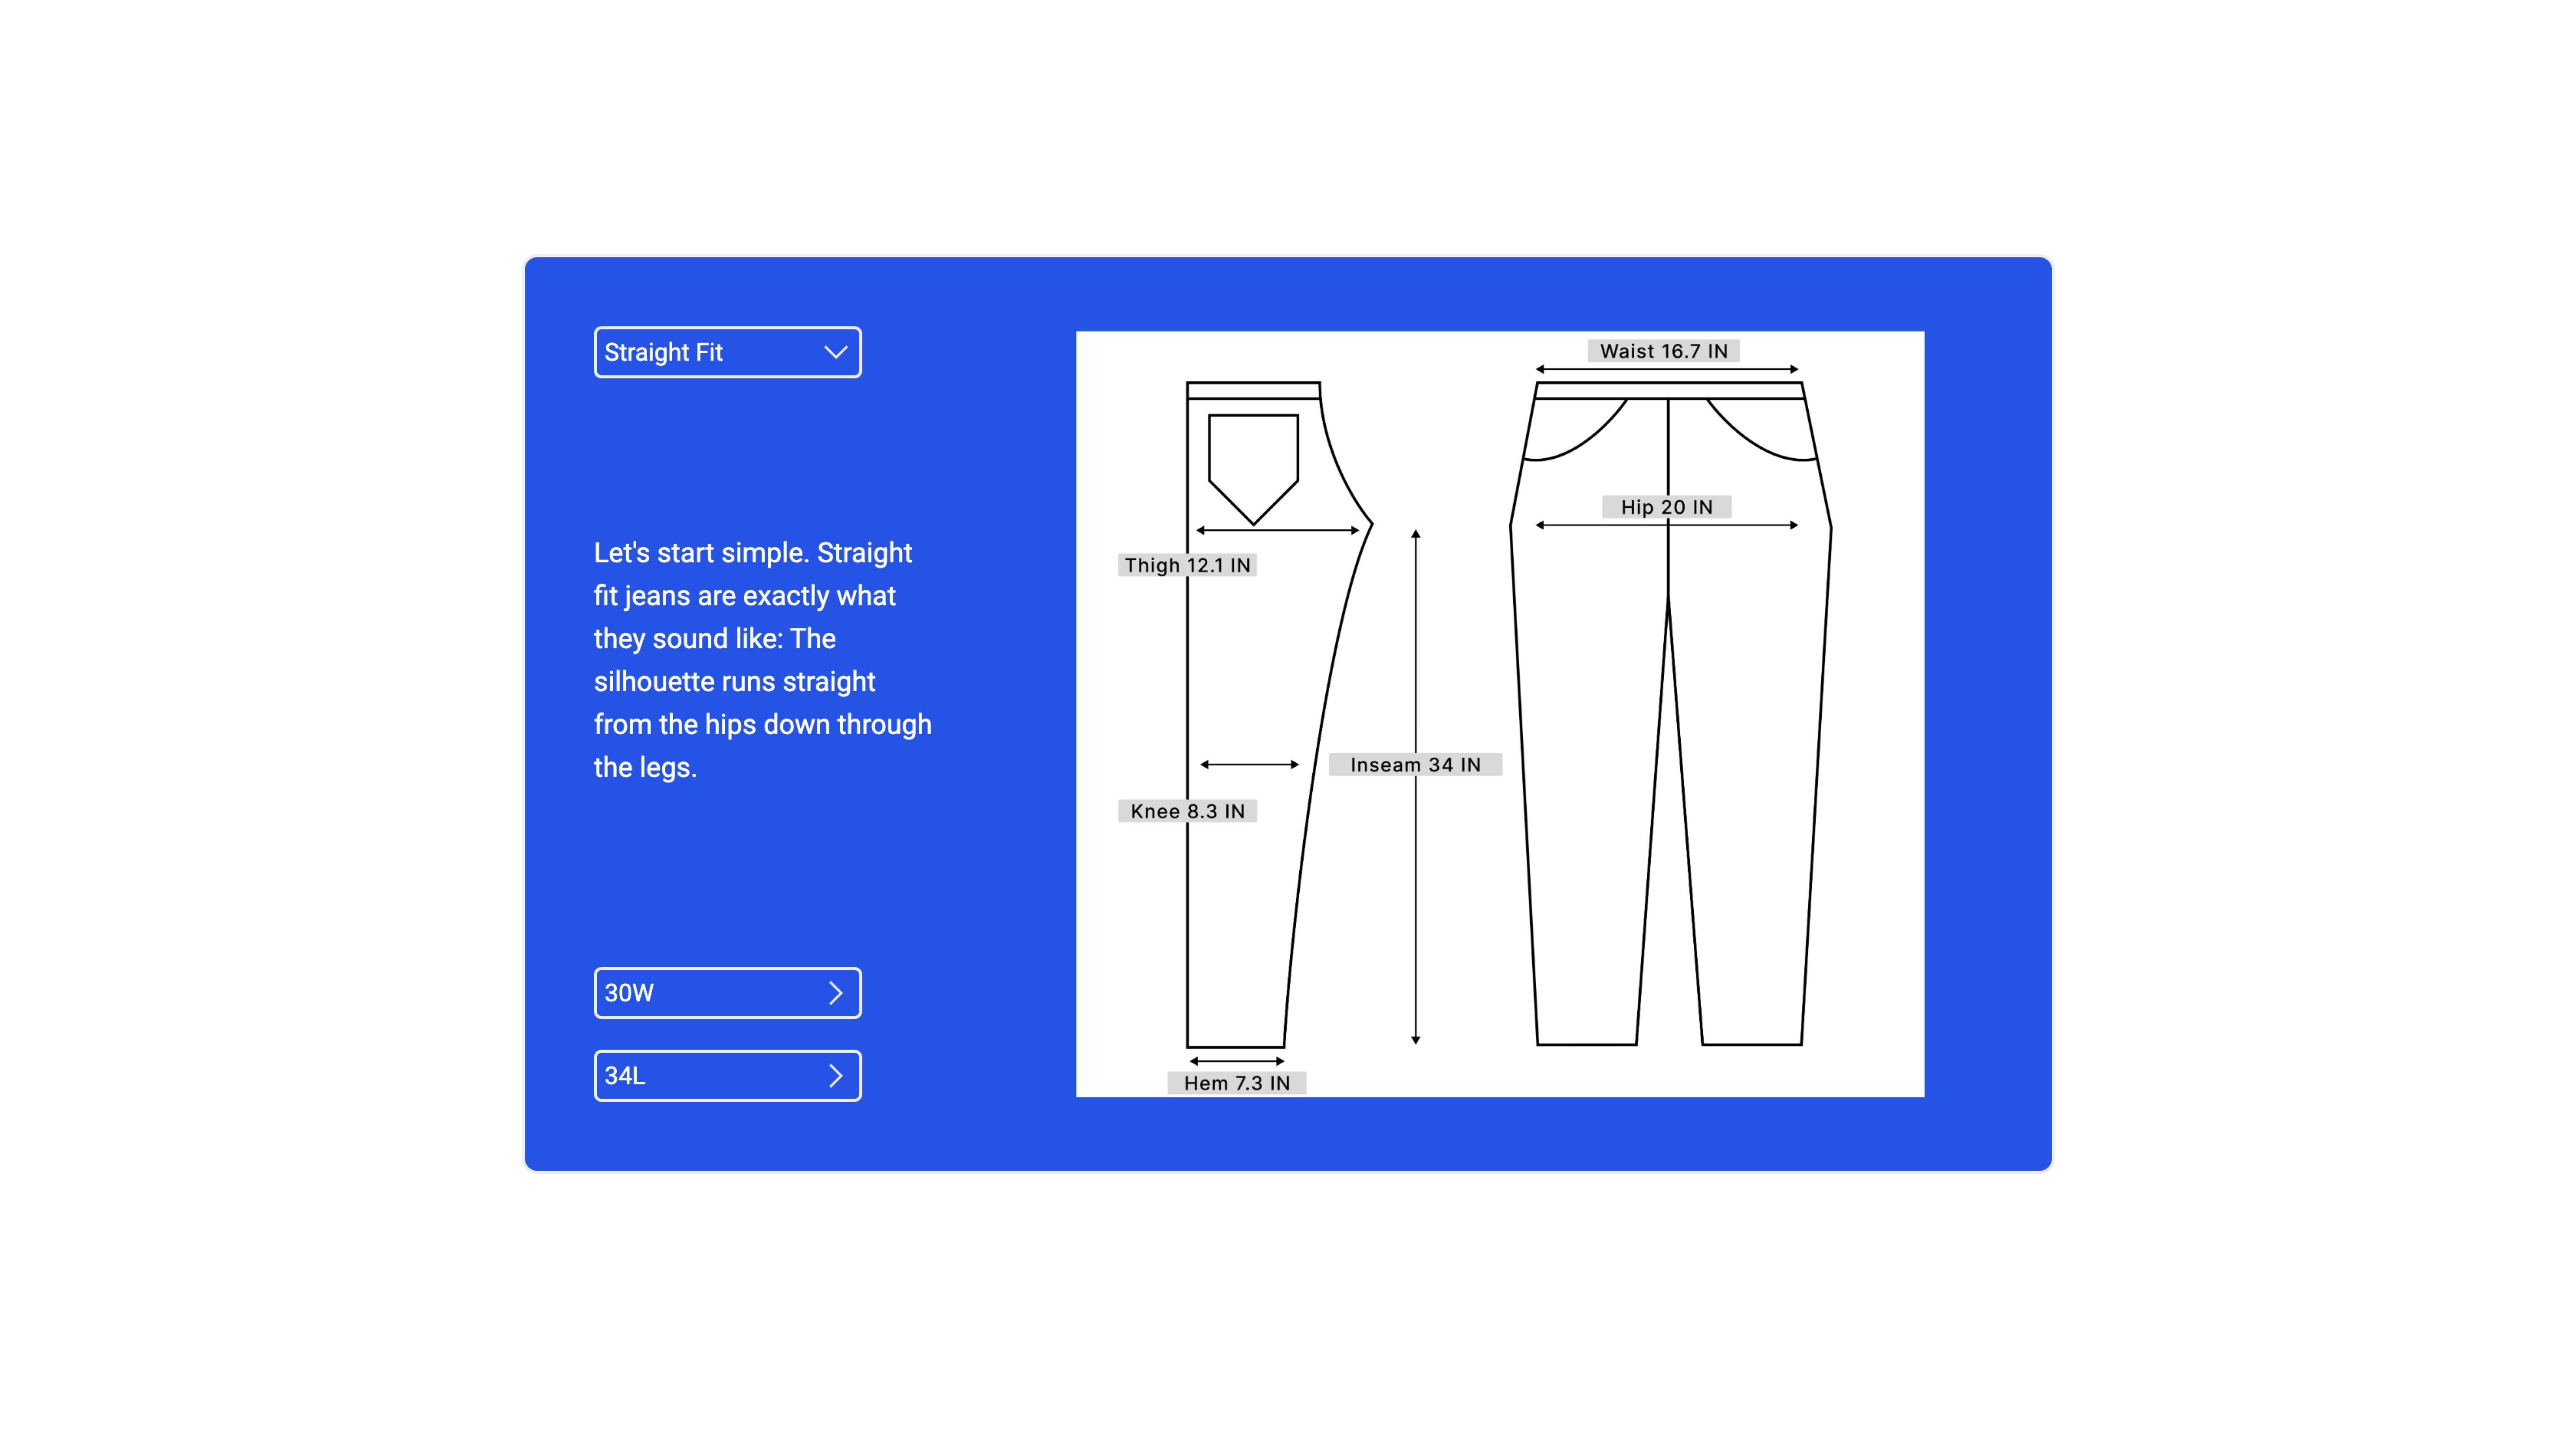 Straight Fit
Let's start simple. Straight
fit jeans are exactly what
they sound like: The
silhouette runs straight
from the hips down through
the legs.
30W
34L
Waist 16.7 IN
Hip 20 IN
Thigh 12.1 IN
Inseam 34 IN
Knee 8.3 IN
Hem 7.3 IN